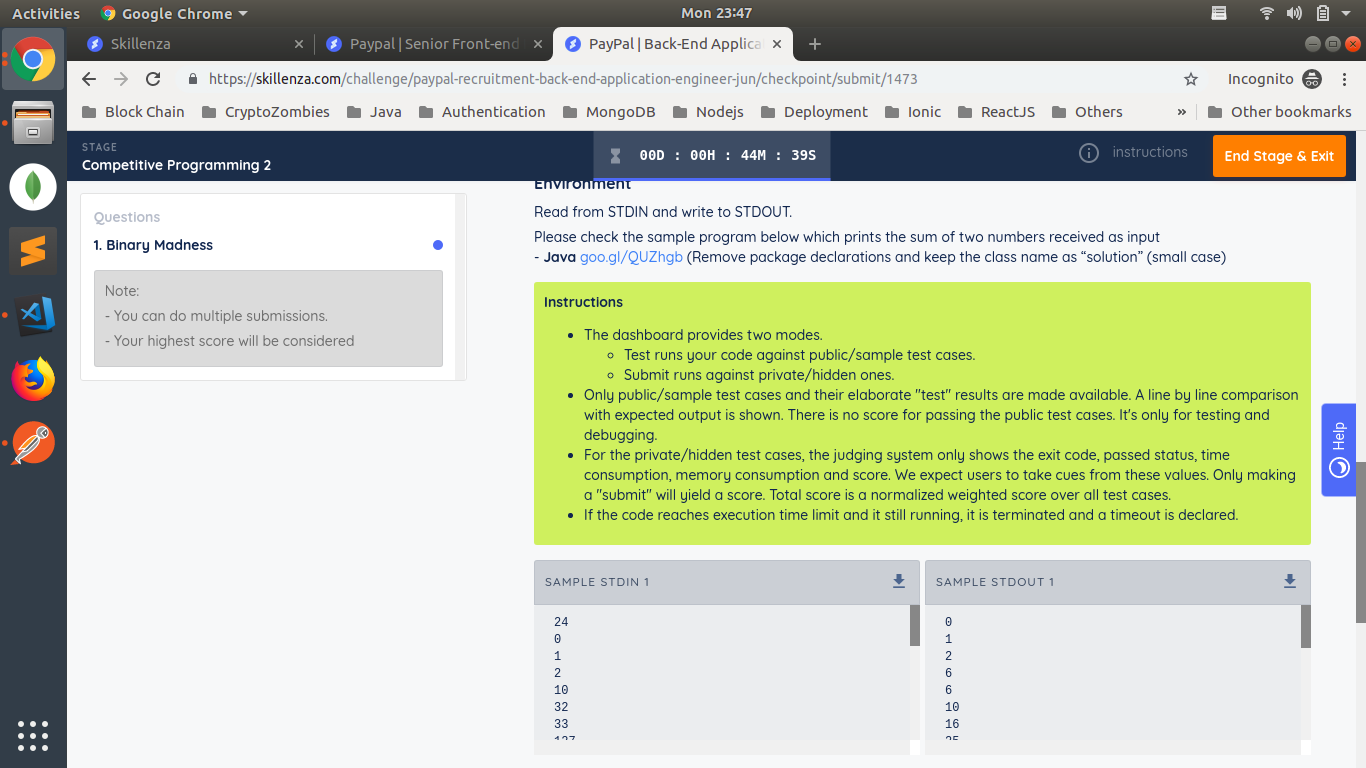 Activities
Google Chrome
Mon 23:47
Skillenza
Paypal | Senior Front-end
PayPal | Back-End Applica
https://skillenza.com/challenge/paypal-recruitment-back-end-application-engineer-jun/checkpoint/submit/1473
Incognito
Block Chain
CryptoZombies
Java
Authentication
MongoDB
Nodejs
Deployment
Ionic
ReactJS
Others
»
Other bookmarks
STAGE
Competitive Programming 2
00D : 00H : 44M : 39S
instructions
End Stage & Exit
Questions
1. Binary Madness
Note:
- You can do multiple submissions.
- Your highest score will be considered
Environment
Read from STDIN and write to STDOUT.
Please check the sample program below which prints the sum of two numbers received as input
- Java goo.gl/QUZhgb (Remove package declarations and keep the class name as “solution” (small case)
Instructions
• The dashboard provides two modes.
◦ Test runs your code against public/sample test cases.
◦ Submit runs against private/hidden ones.
• Only public/sample test cases and their elaborate "test" results are made available. A line by line comparison
with expected output is shown. There is no score for passing the public test cases. It's only for testing and
debugging.
• For the private/hidden test cases, the judging system only shows the exit code, passed status, time
consumption, memory consumption and score. We expect users to take cues from these values. Only making
a "submit" will yield a score. Total score is a normalized weighted score over all test cases.
• If the code reaches execution time limit and it still running, it is terminated and a timeout is declared.
Help
SAMPLE STDIN 1
24
0
1
2
10
32
33
127
SAMPLE STDOUT 1
0
1
2
6
6
10
16